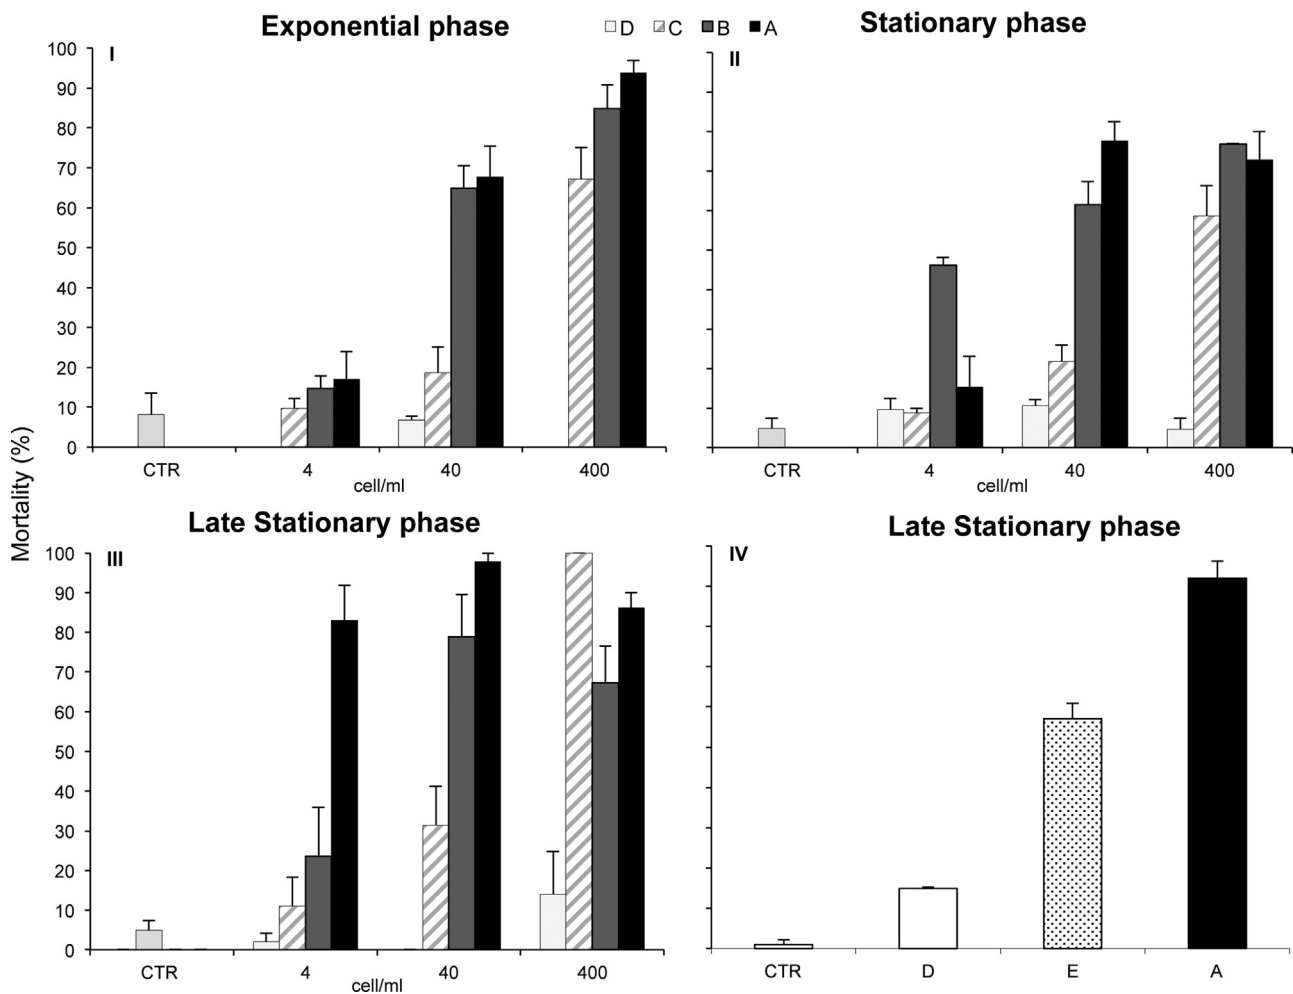 Exponential phase
D C B A
Stationary phase
Mortality (%)
I
100
90
80
70
60
50
40
30
20
10
0
CTR 4 40 400
cell/ml
II
CTR 4 40 400
cell/ml
Late Stationary phase
III
100
90
80
70
60
50
40
30
20
10
0
CTR 4 40 400
cell/ml
Late Stationary phase
IV
CTR D E A